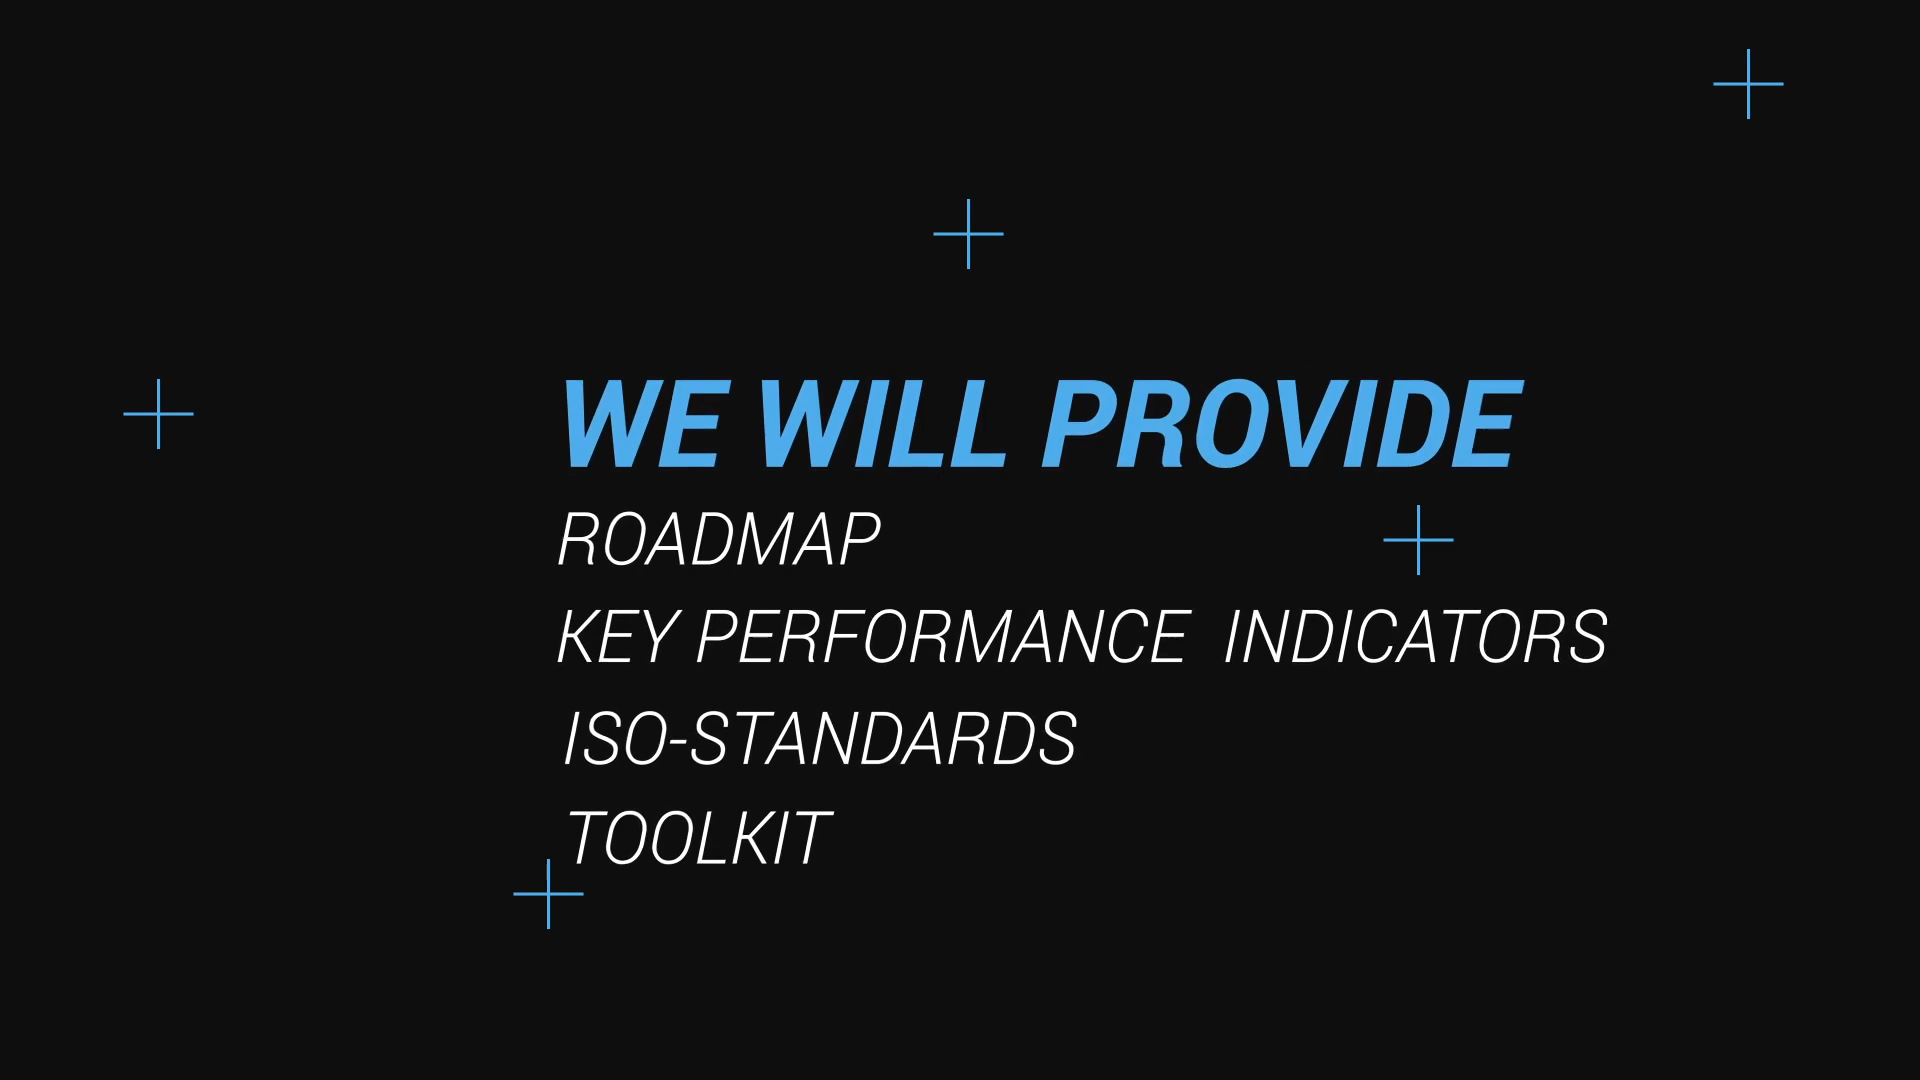 WE WILL PROVIDE
ROADMAP
KEY PERFORMANCE INDICATORS
ISO-STANDARDS
TOOLKIT